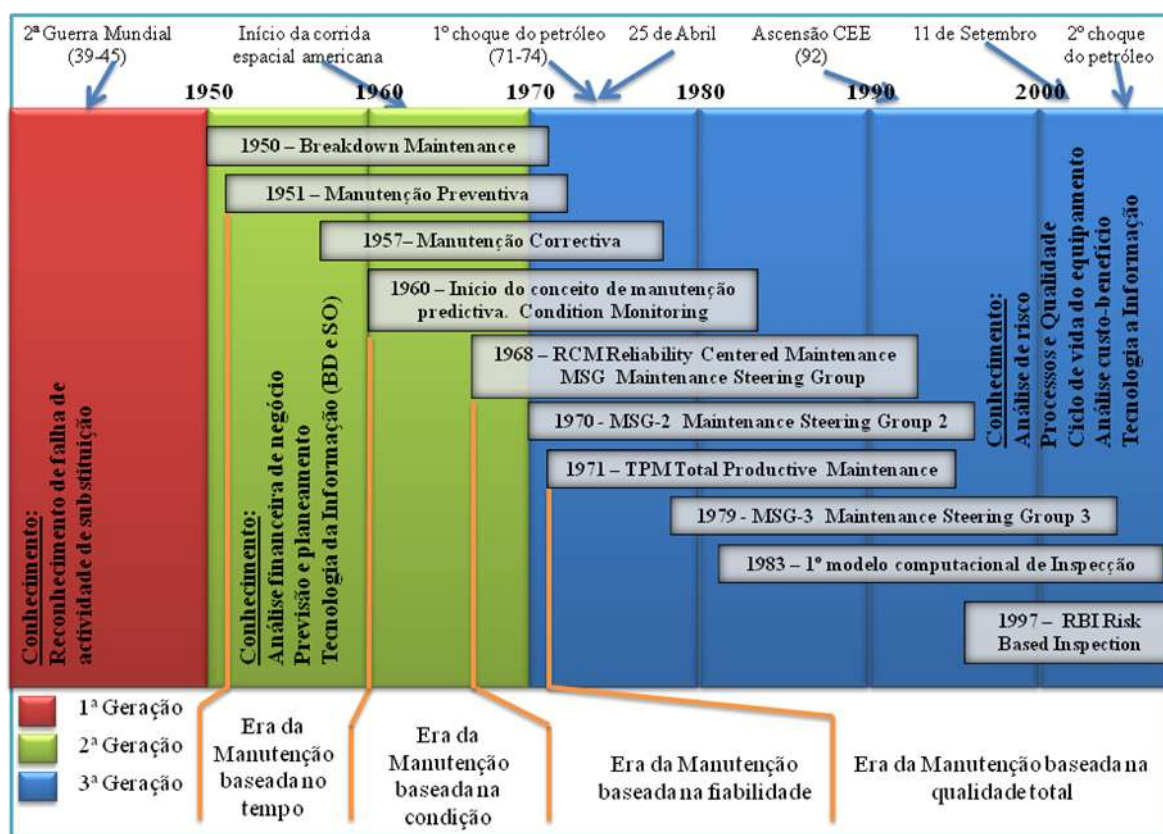 2ª Guerra Mundial
(39-45)
Início da corrida
espacial americana
1º choque do petróleo
(71-74)
25 de Abril
Ascensão CEE
(92)
11 de Setembro
2º choque
do petróleo
1950
1960
1970
1980
1990
2000
1950 – Breakdown Maintenance
1951 – Manutenção Preventiva
1957– Manutenção Correctiva
1960 – Início do conceito de manutenção
predictiva. Condition Monitoring
1968 – RCM Reliability Centered Maintenance
MSG Maintenance Steering Group
1970 - MSG-2 Maintenance Steering Group 2
1971 – TPM Total Productive Maintenance
1979 - MSG-3 Maintenance Steering Group 3
1983 – 1º modelo computacional de Inspecção
1997 – RBI Risk
Based Inspection
Conhecimento:
Reconhecimento de falha de
actividade de substituição
Conhecimento:
Análise financeira de negócio
Previsão e planeamento
Tecnologia da Informação (BD e SO)
Conhecimento:
Análise de risco
Processos e Qualidade
Ciclo de vida do equipamento
Análise custo-benefício
Tecnologia a Informação
1ª Geração
2ª Geração
3ª Geração
Era da
Manutenção
baseada no
tempo
Era da
Manutenção
baseada na
condição
Era da Manutenção
baseada na fiabilidade
Era da Manutenção baseada na
qualidade total